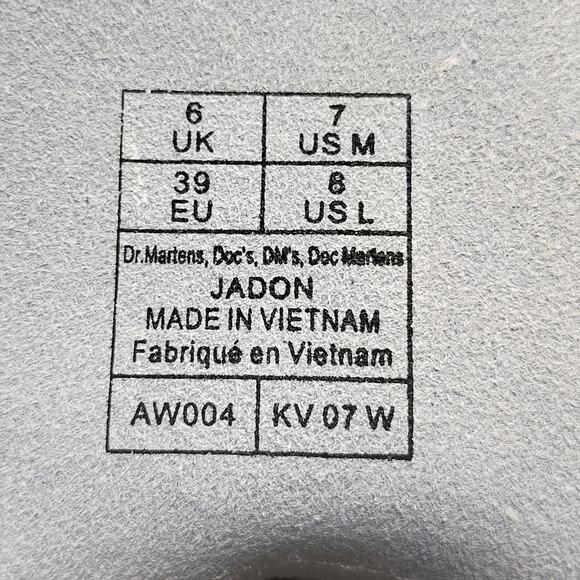 6 7
UK US M
39 8
EU US L
Dr.Martens, Doc's, DM's, Doc Martens
JADON
MADE IN VIETNAM
Fabriqué en Vietnam
AW004 KV 07 W